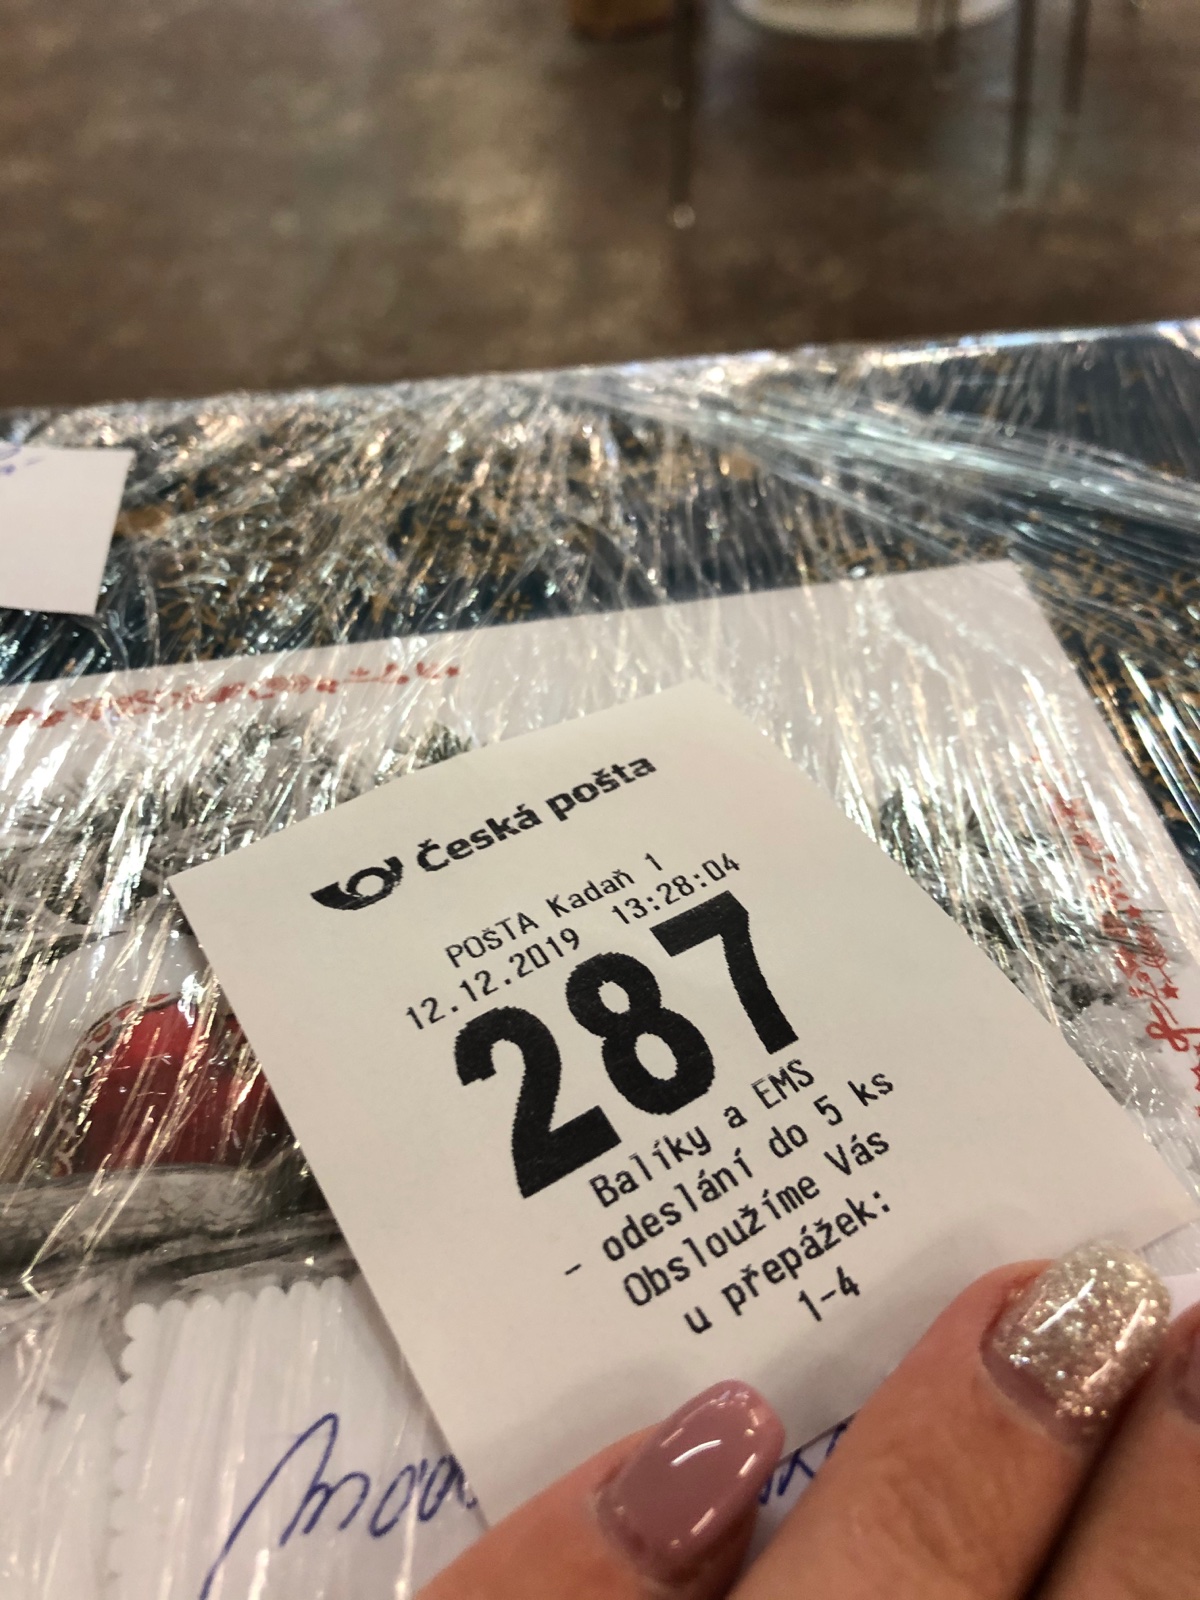 Česká pošta
POŠTA Kadaň 1
12.12.2019 13:28:04
287
Balíky a EMS
- odeslání do 5 ks
Obsloužíme Vás
u přepážek:
1-4